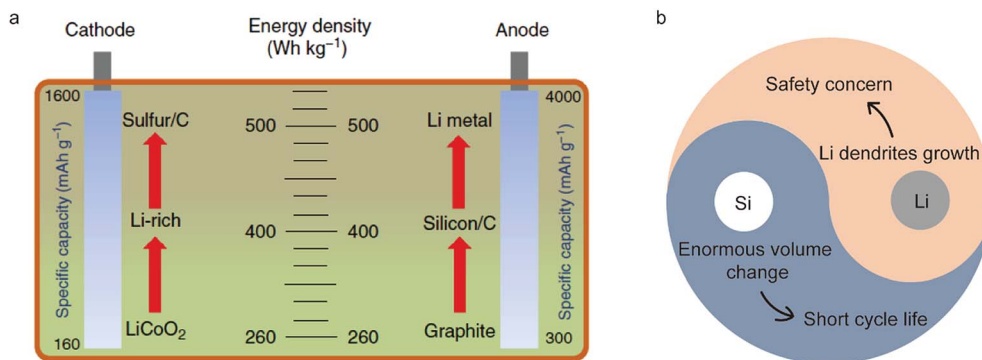 a
Cathode
Energy density
(Wh kg⁻¹)
Anode
1600
Specific capacity (mAh g⁻¹)
160
Sulfur/C
Li-rich
LiCoO₂
500 500
400 400
260 260
Li metal
Silicon/C
Graphite
4000
Specific capacity (mAh g⁻¹)
300
b
Safety concern
Li dendrites growth
Li
Si
Enormous volume
change
Short cycle life